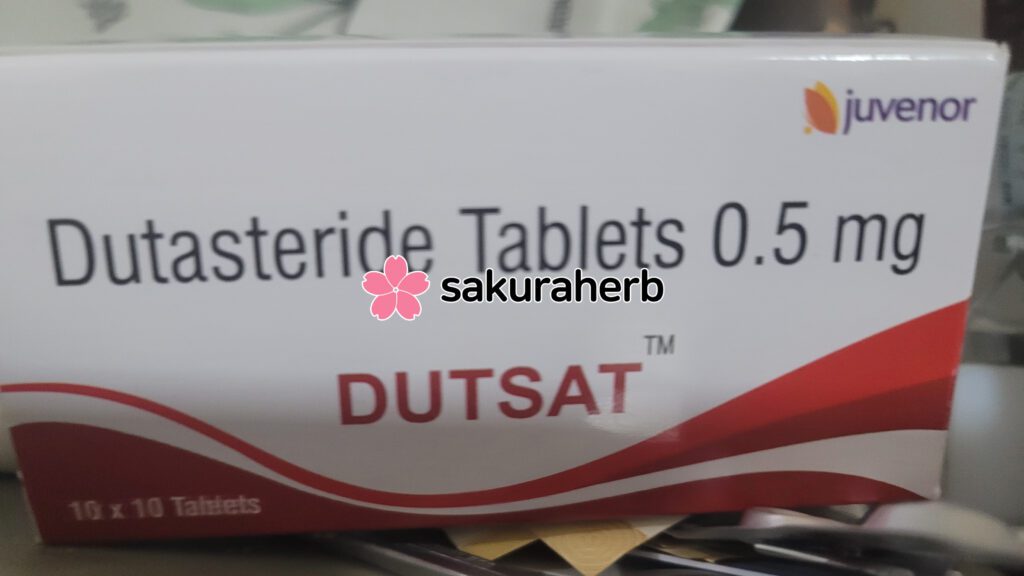 juvenor
Dutasteride Tablets 0.5 mg
sakuraherb
DUTSAT™
10 x 10 Tablets